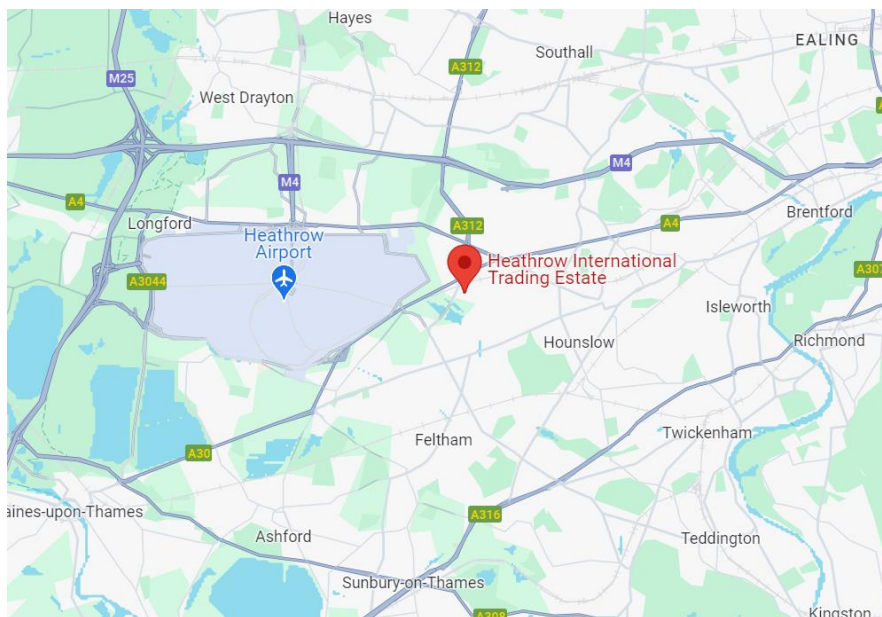 Hayes
Southall
EALING
M25
A312
West Drayton
M4
M4
A4
Longford
A312
A4
Brentford
Heathrow
Airport
Heathrow International
Trading Estate
A3044
A307
Isleworth
Hounslow
Richmond
Feltham
Twickenham
A30
aines-upon-Thames
A316
Ashford
Teddington
Sunbury-on-Thames
A308
Kingston